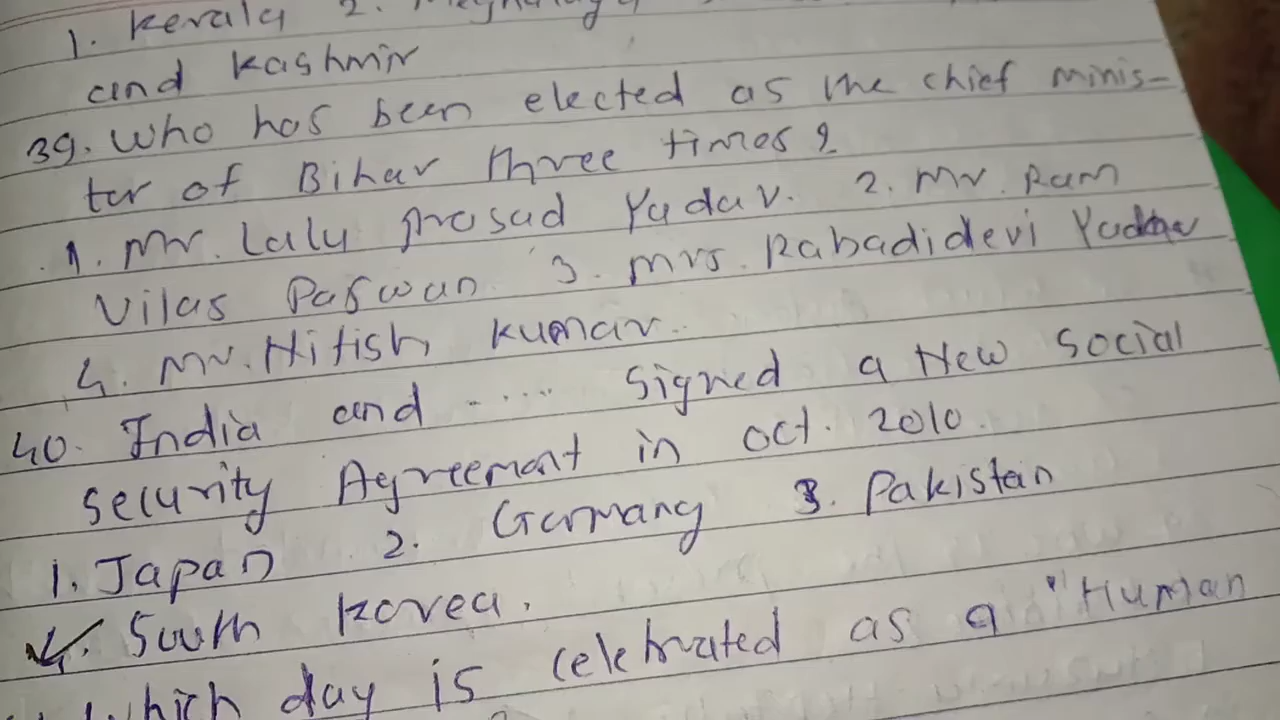 1. Kerala 2. Meghalaya
and Kashmir
39. Who has been elected as the chief minis-
ter of Bihar three times?
1. Mr. Lalu prasad Yadav. 2. Mr. Ram
Vilas Paswan 3. Mrs. Rabadidevi Yadav
4. Mr. Nitish Kumar.
40. India and ..... Signed a New Social
Security Agreement in oct. 2010.
1. Japan 2. Germany 3. Pakistan
4. South Korea.
Which day is celebrated as a "Human